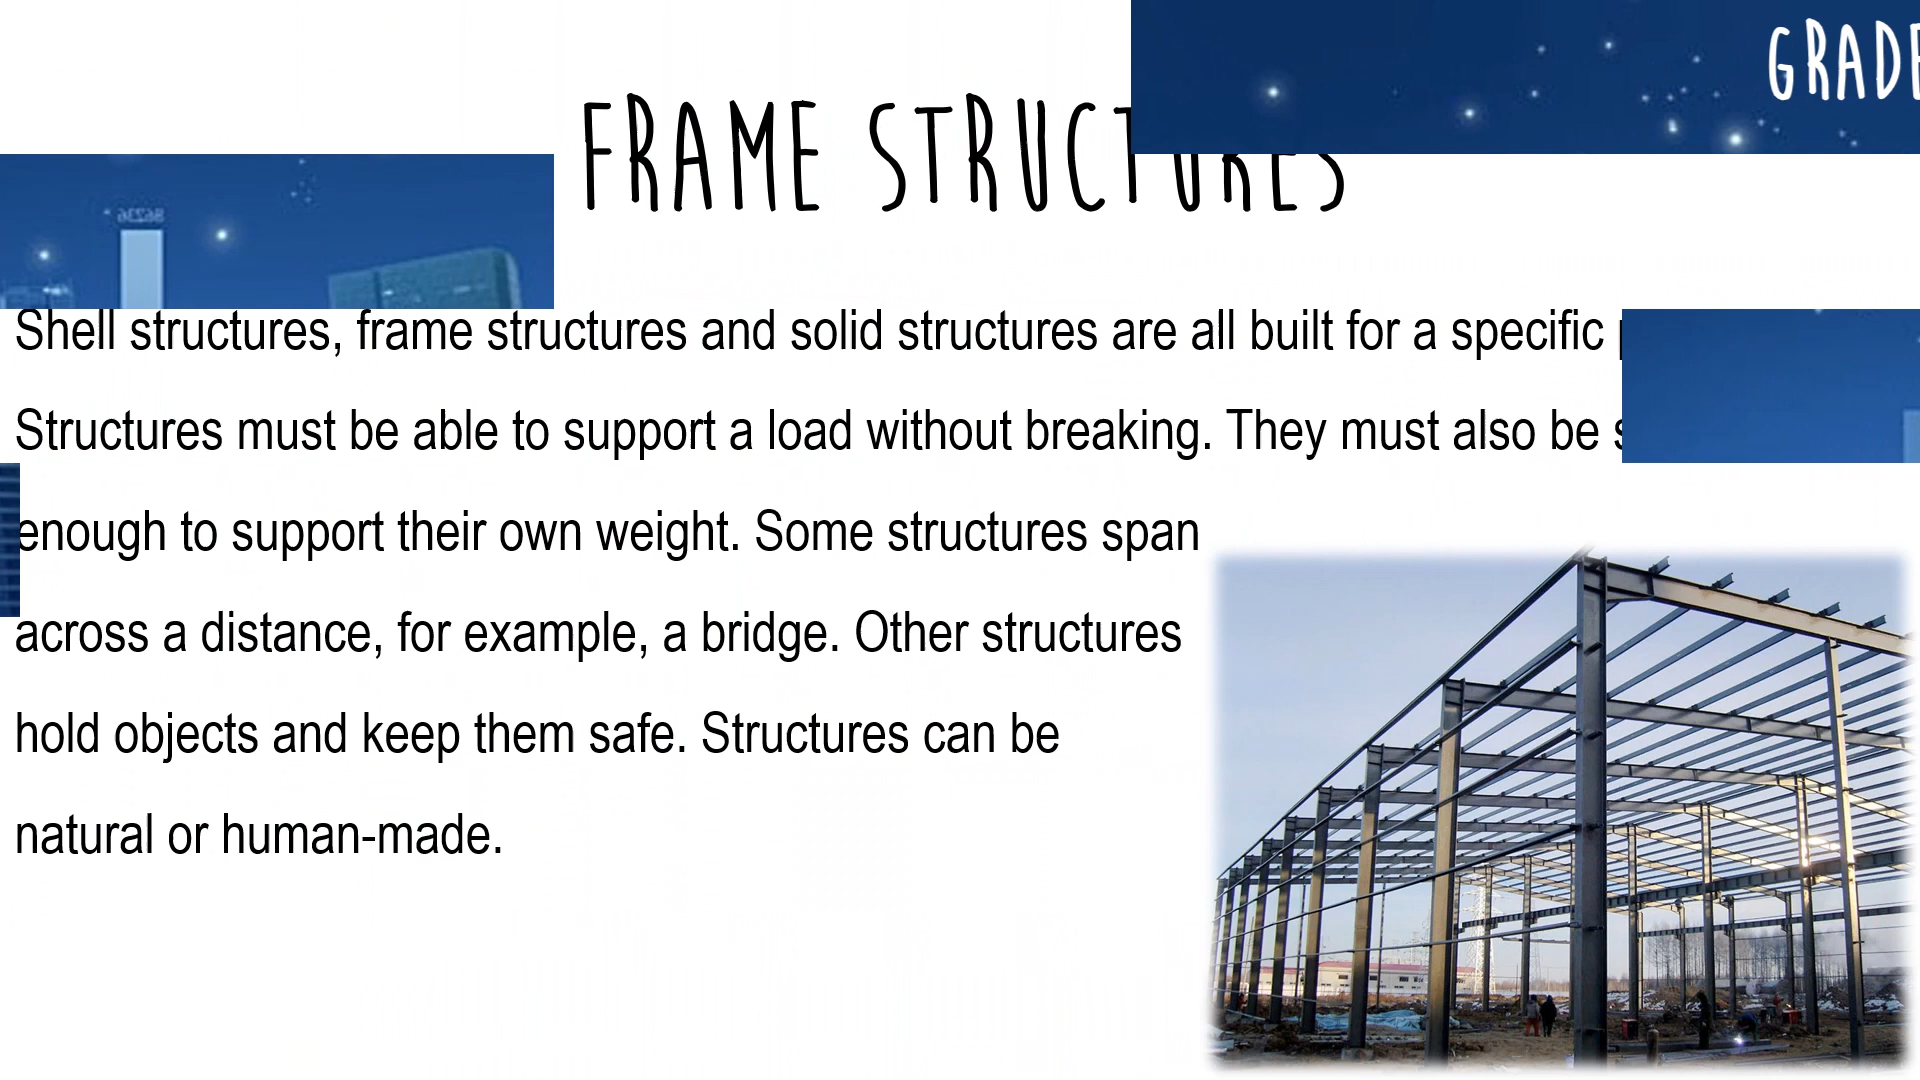 GRADE
FRAME STRUCTURES
Shell structures, frame structures and solid structures are all built for a specific
Structures must be able to support a load without breaking. They must also be
enough to support their own weight. Some structures span
across a distance, for example, a bridge. Other structures
hold objects and keep them safe. Structures can be
natural or human-made.